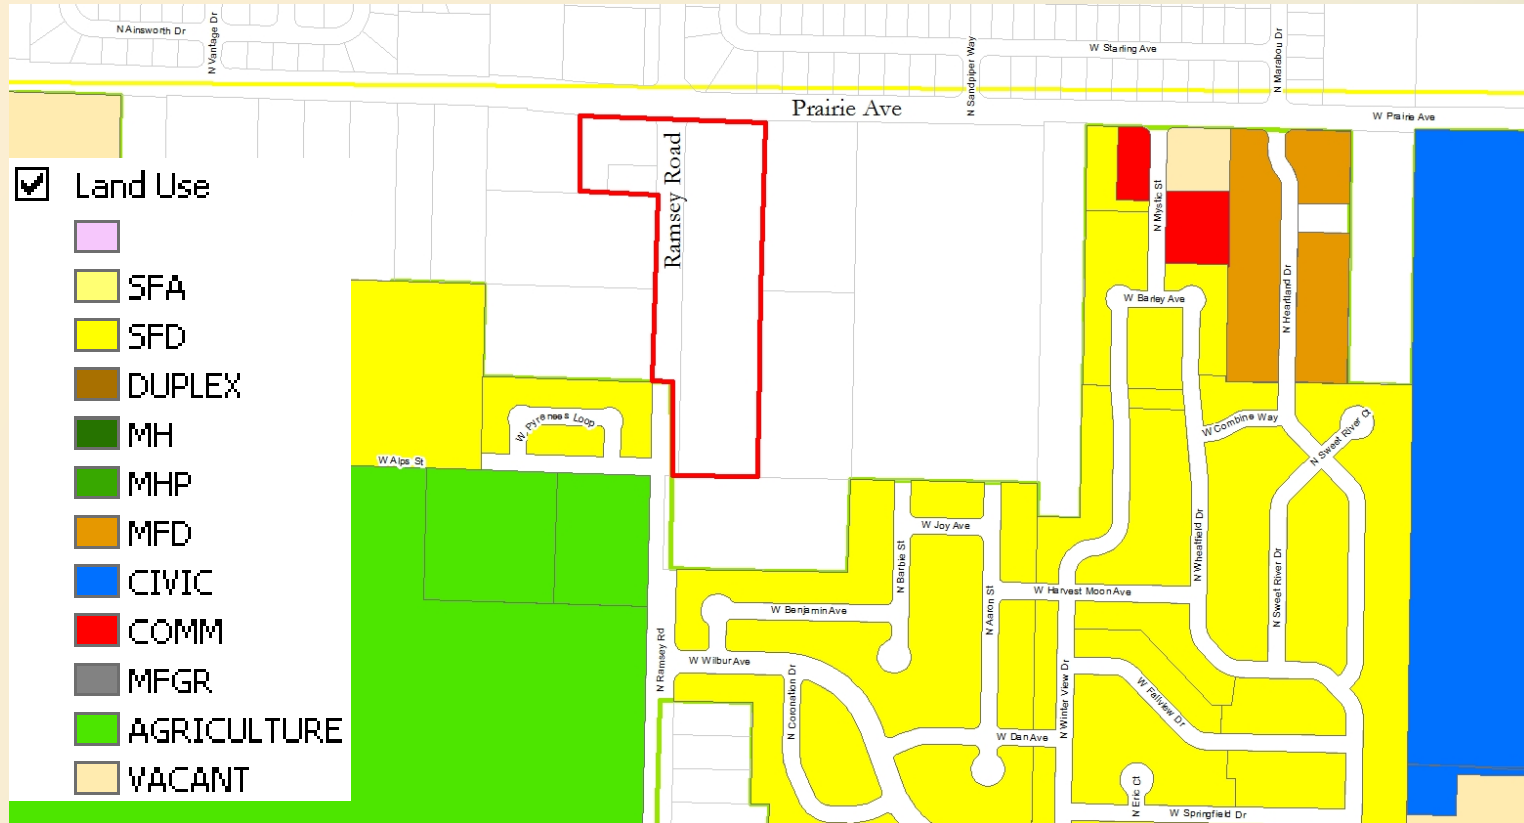 N Ainsworth Dr
N Vantage Dr
W Starling Ave
N Sandpiper Way
N Marabou Dr
Prairie Ave
W Prairie Ave
Ramsey Road
Land Use
SFA
SFD
DUPLEX
MH
MHP
MFD
CIVIC
COMM
MFGR
AGRICULTURE
VACANT
N Mystic St
W Barley Ave
N Heartland Dr
W Pyrenees Loop
W Alps St
W Combine Way
N Sweet River Ct
W Joy Ave
N Barbie St
N Wheatfield Dr
N Aaron St
W Harvest Moon Ave
N Sweet River Dr
W Benjamin Ave
N Ramsey Rd
W Wilbur Ave
N Coronation Dr
N Winter View Dr
W Fallview Dr
W Dan Ave
N Eric Ct
W Springfield Dr